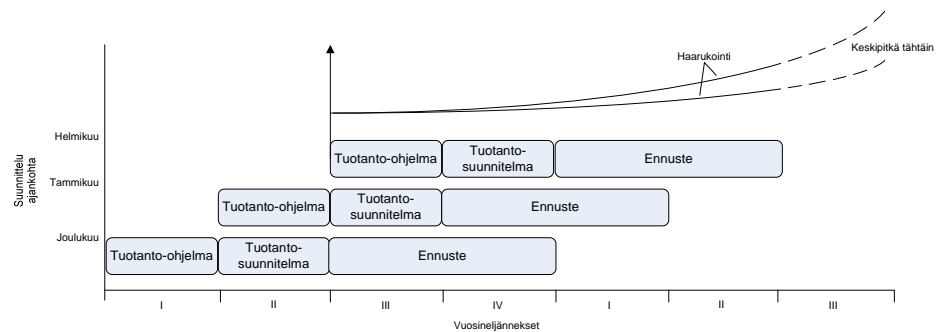 Keskipitkä tähtäin
Haarukointi
Suunnittelu
ajankohta
Helmikuu
Tuotanto-ohjelma
Tuotanto-
suunnitelma
Ennuste
Tammikuu
Tuotanto-ohjelma
Tuotanto-
suunnitelma
Ennuste
Joulukuu
Tuotanto-ohjelma
Tuotanto-
suunnitelma
Ennuste
I II III IV I II III
Vuosineljännekset